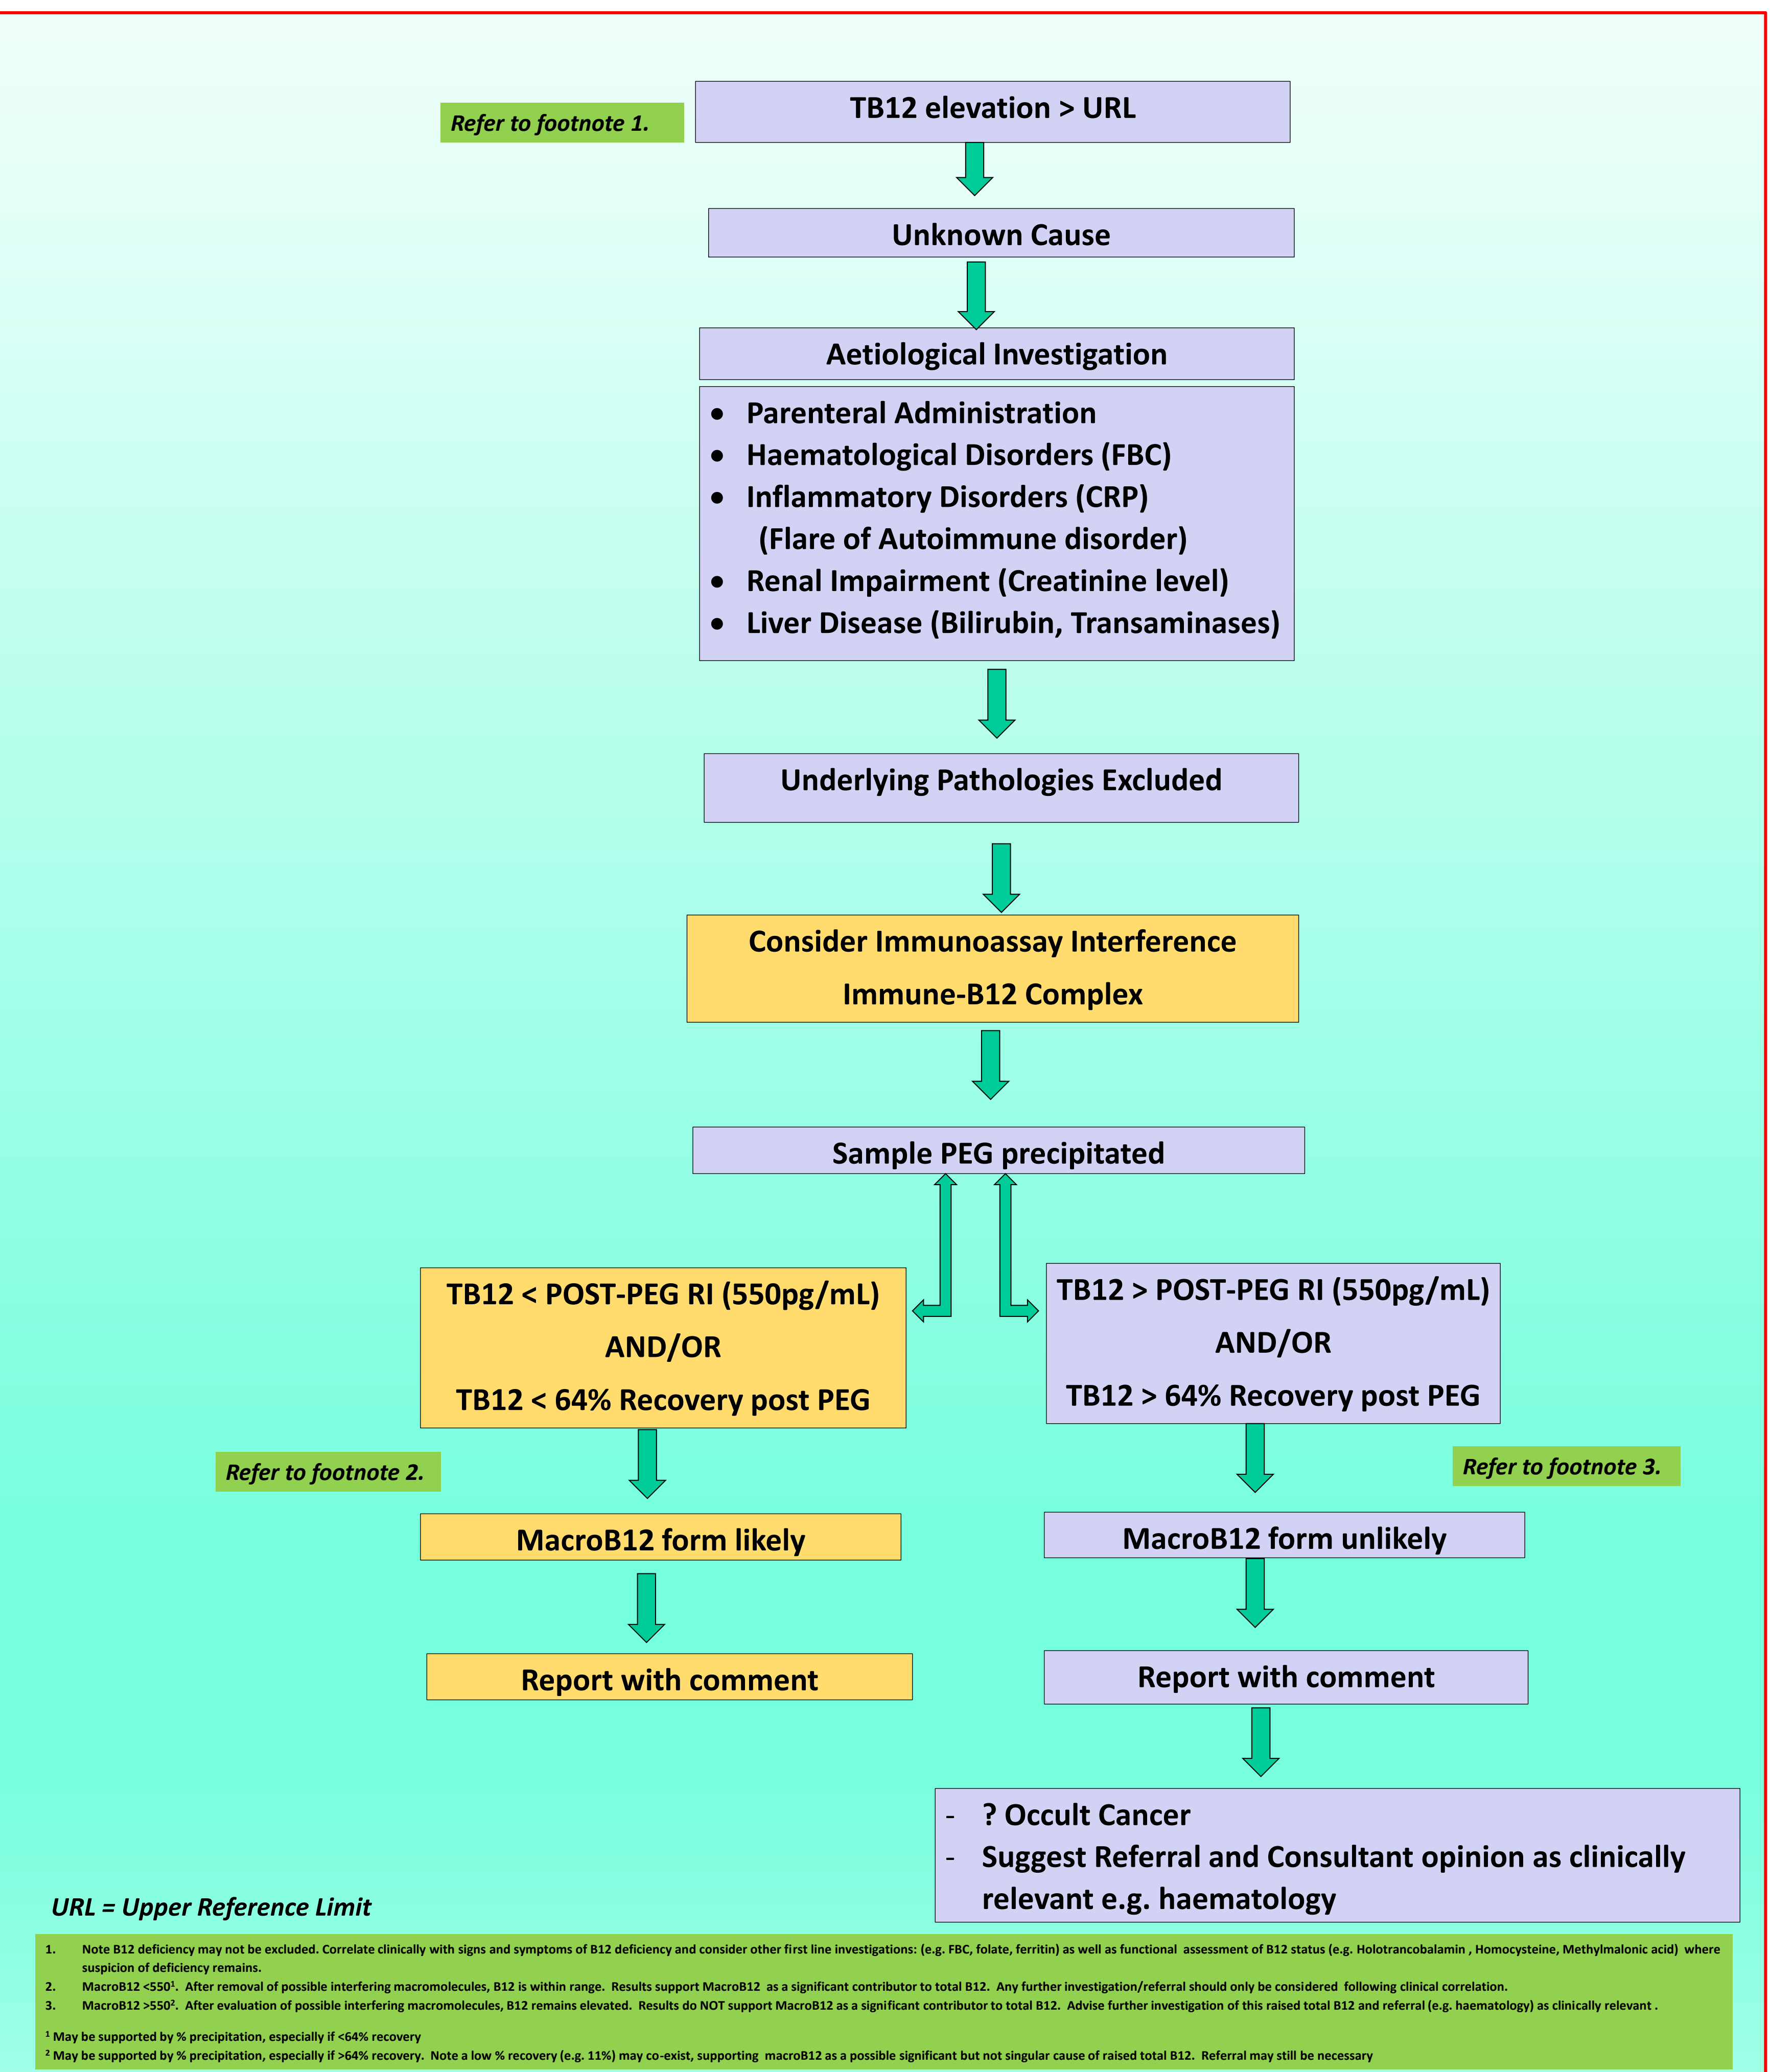 Refer to footnote 1.
TB12 elevation > URL
Unknown Cause
Aetiological Investigation
• Parenteral Administration
• Haematological Disorders (FBC)
• Inflammatory Disorders (CRP)
(Flare of Autoimmune disorder)
• Renal Impairment (Creatinine level)
• Liver Disease (Bilirubin, Transaminases)
Underlying Pathologies Excluded
Consider Immunoassay Interference
Immune-B12 Complex
Sample PEG precipitated
TB12 < POST-PEG RI (550pg/mL)
AND/OR
TB12 < 64% Recovery post PEG
TB12 > POST-PEG RI (550pg/mL)
AND/OR
TB12 > 64% Recovery post PEG
Refer to footnote 2.
Refer to footnote 3.
MacroB12 form likely
MacroB12 form unlikely
Report with comment
Report with comment
- ? Occult Cancer
- Suggest Referral and Consultant opinion as clinically
relevant e.g. haematology
URL = Upper Reference Limit
1. Note B12 deficiency may not be excluded. Correlate clinically with signs and symptoms of B12 deficiency and consider other first line investigations: (e.g. FBC, folate, ferritin) as well as functional assessment of B12 status (e.g. Holotrancobalamin , Homocysteine, Methylmalonic acid) where
suspicion of deficiency remains.
2. MacroB12 <550¹. After removal of possible interfering macromolecules, B12 is within range. Results support MacroB12 as a significant contributor to total B12. Any further investigation/referral should only be considered following clinical correlation.
3. MacroB12 >550². After evaluation of possible interfering macromolecules, B12 remains elevated. Results do NOT support MacroB12 as a significant contributor to total B12. Advise further investigation of this raised total B12 and referral (e.g. haematology) as clinically relevant .
¹ May be supported by % precipitation, especially if <64% recovery
² May be supported by % precipitation, especially if >64% recovery. Note a low % recovery (e.g. 11%) may co-exist, supporting macroB12 as a possible significant but not singular cause of raised total B12. Referral may still be necessary